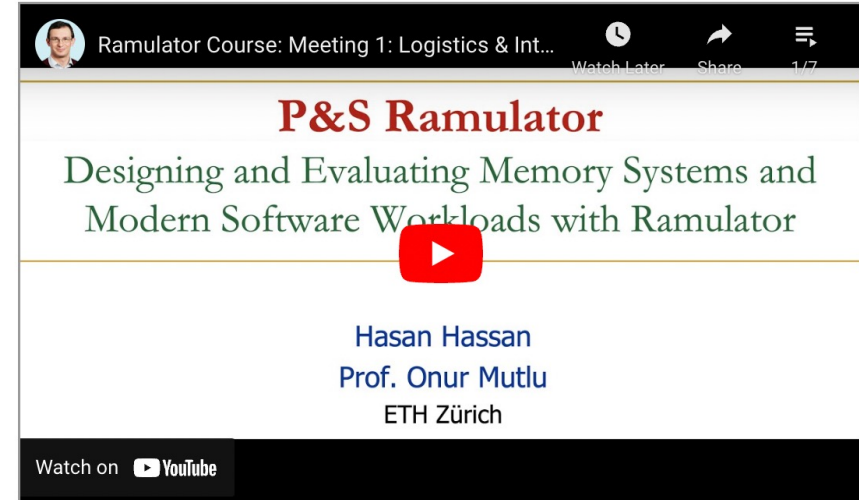 Ramulator Course: Meeting 1: Logistics & Int...
Watch Later
Share
1/7
P&S Ramulator
Designing and Evaluating Memory Systems and
Modern Software Workloads with Ramulator
Hasan Hassan
Prof. Onur Mutlu
ETH Zürich
Watch on YouTube